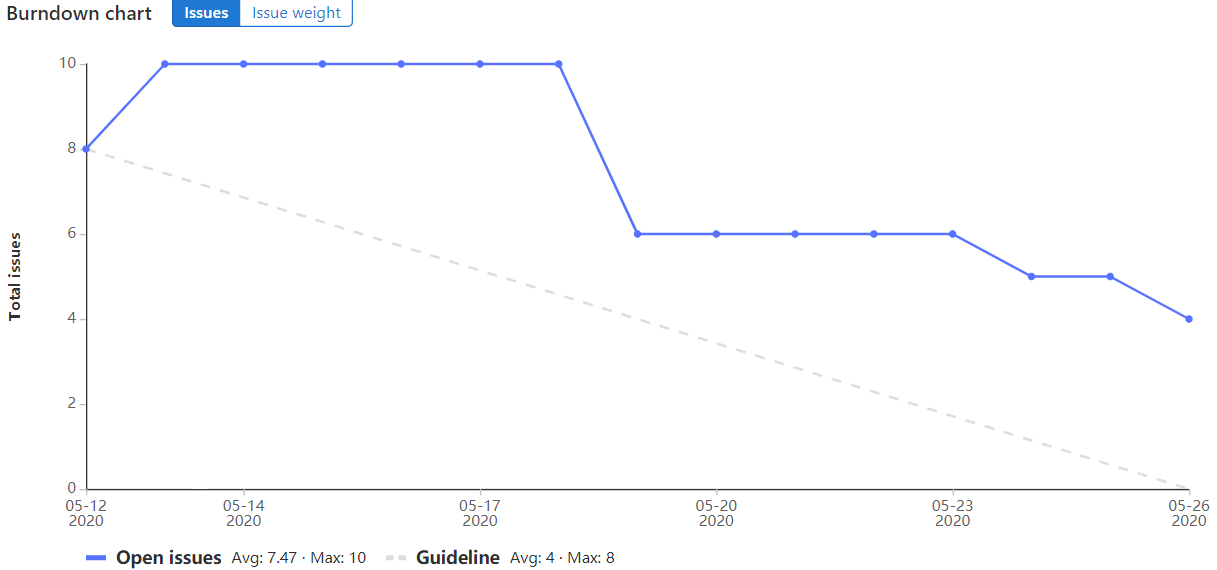 Burndown chart Issues Issue weight
Total issues
10
8
6
4
2
0
05-12 05-14 05-17 05-20 05-23 05-26
2020 2020 2020 2020 2020 2020
Open issues Avg: 7.47 · Max: 10 Guideline Avg: 4 · Max: 8